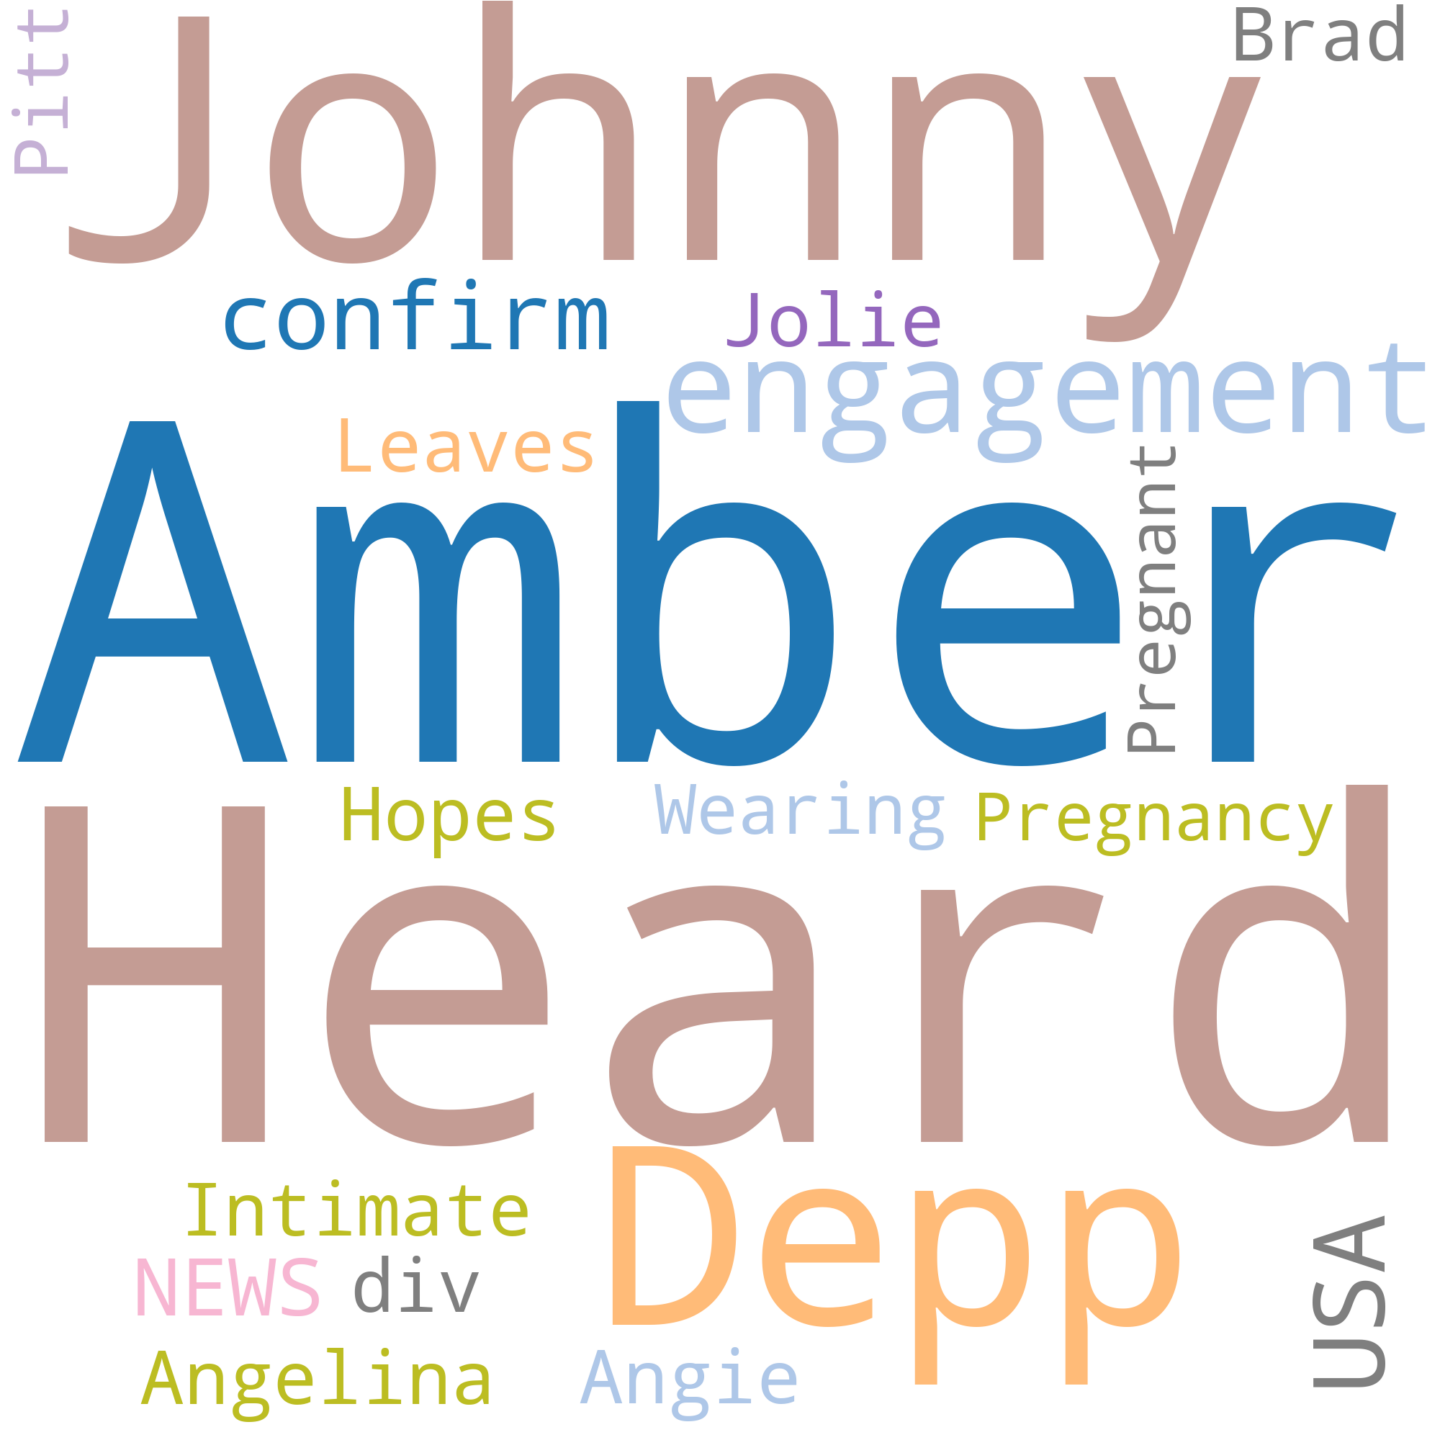 Pitt
Johnny
Brad
confirm
Jolie
engagement
Leaves
Amber
Pregnant
Hopes
Wearing
Pregnancy
Heard
Depp
Intimate
USA
NEWS
div
Angelina
Angie